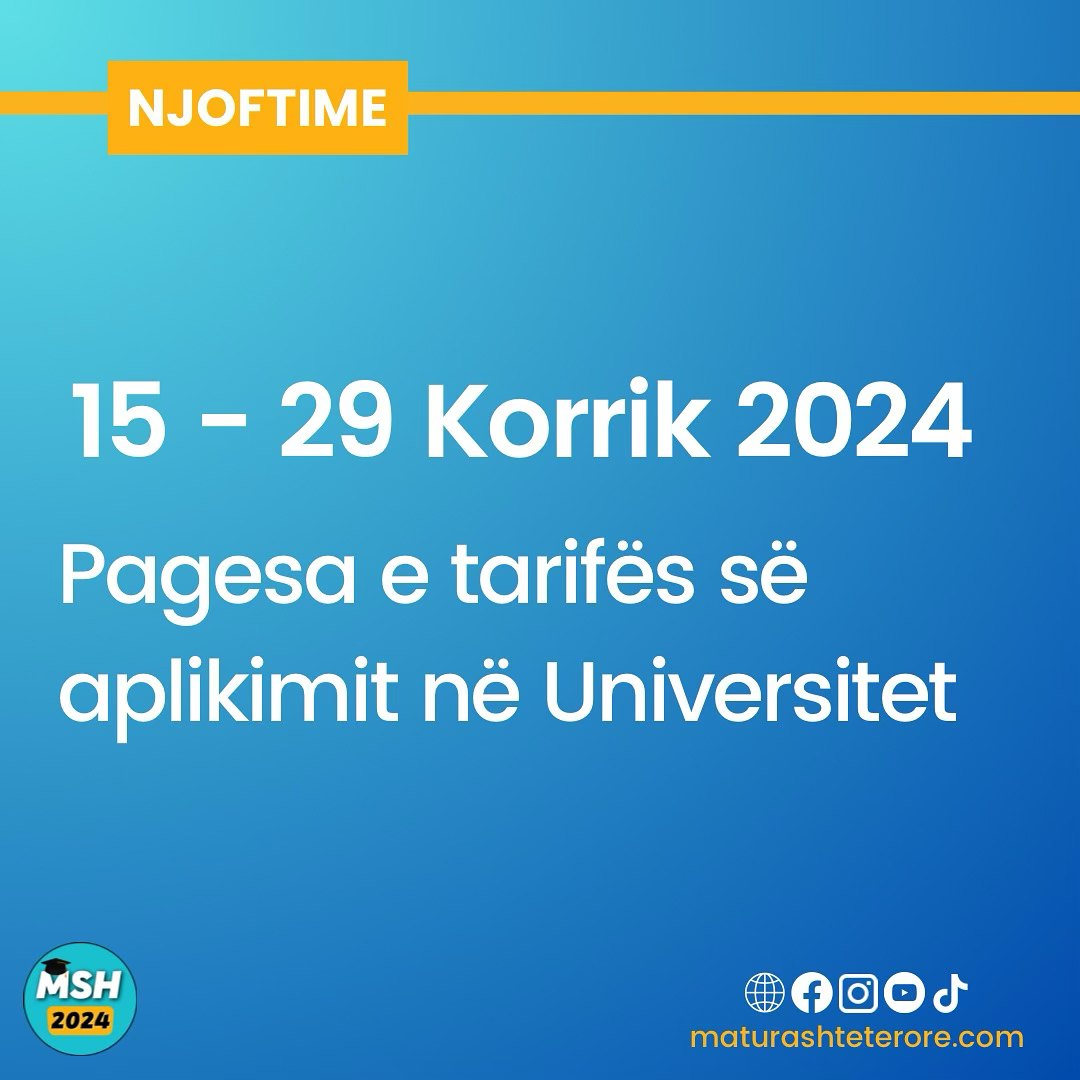 NJOFTIME
15 - 29 Korrik 2024
Pagesa e tarifës së
aplikimit në Universitet
MSH
2024
maturashteterore.com